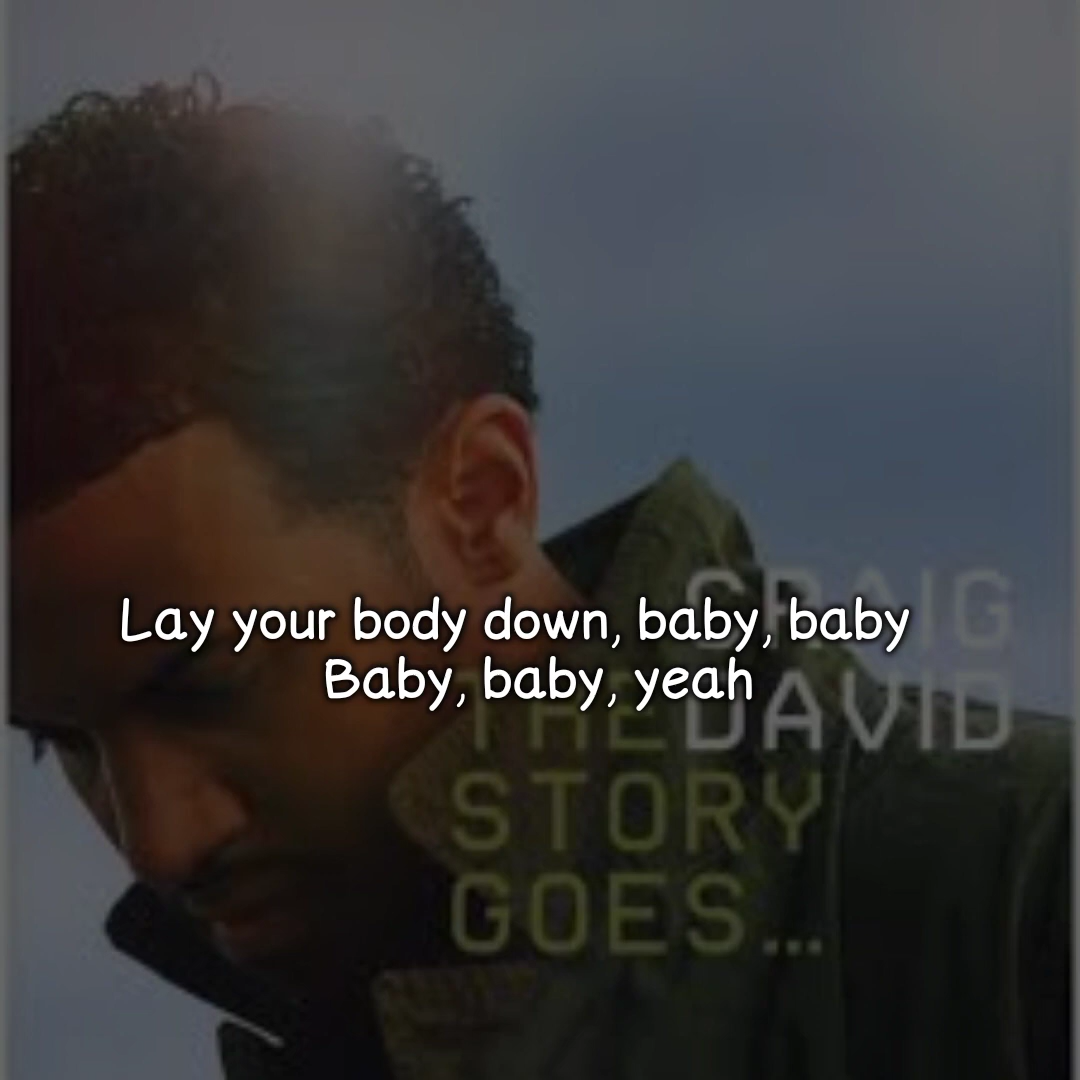 Lay your body down, baby, baby
Baby, baby, yeah
CRAIG
THE DAVID
STORY
GOES...